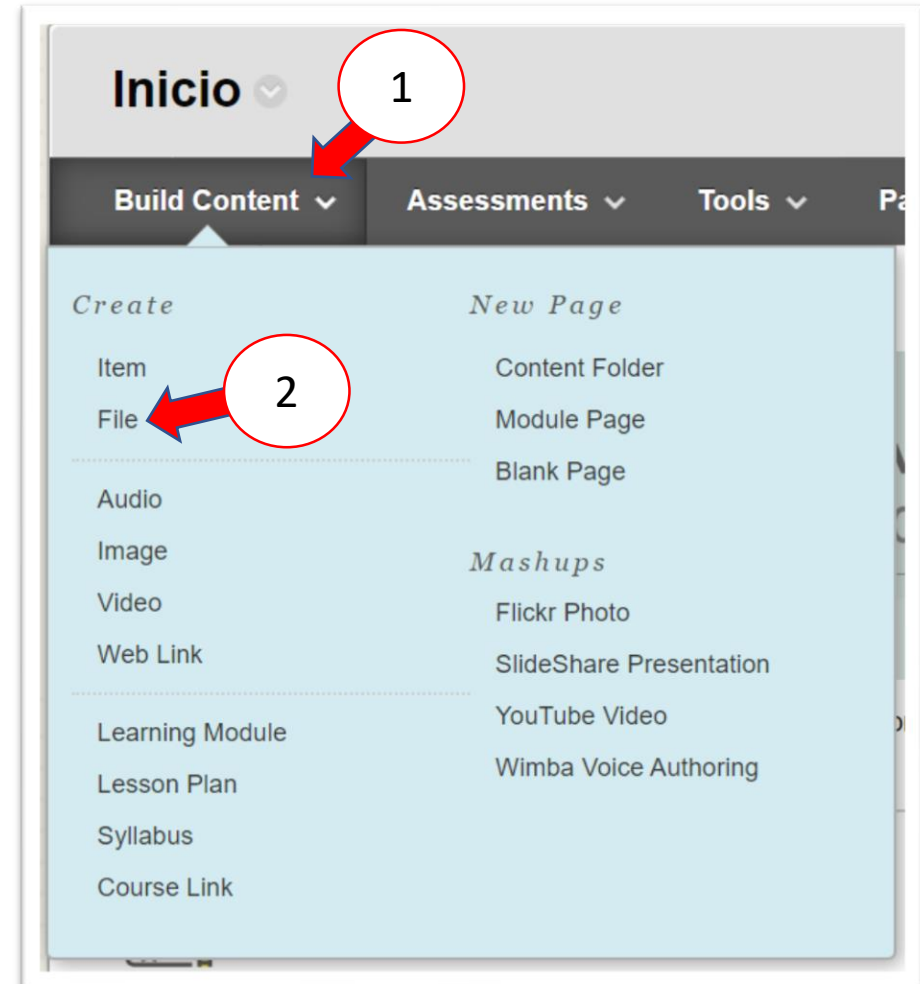 Inicio
1
Build Content
Assessments
Tools
Create
Item
File
2
Audio
Image
Video
Web Link
Learning Module
Lesson Plan
Syllabus
Course Link
New Page
Content Folder
Module Page
Blank Page
Mashups
Flickr Photo
SlideShare Presentation
YouTube Video
Wimba Voice Authoring